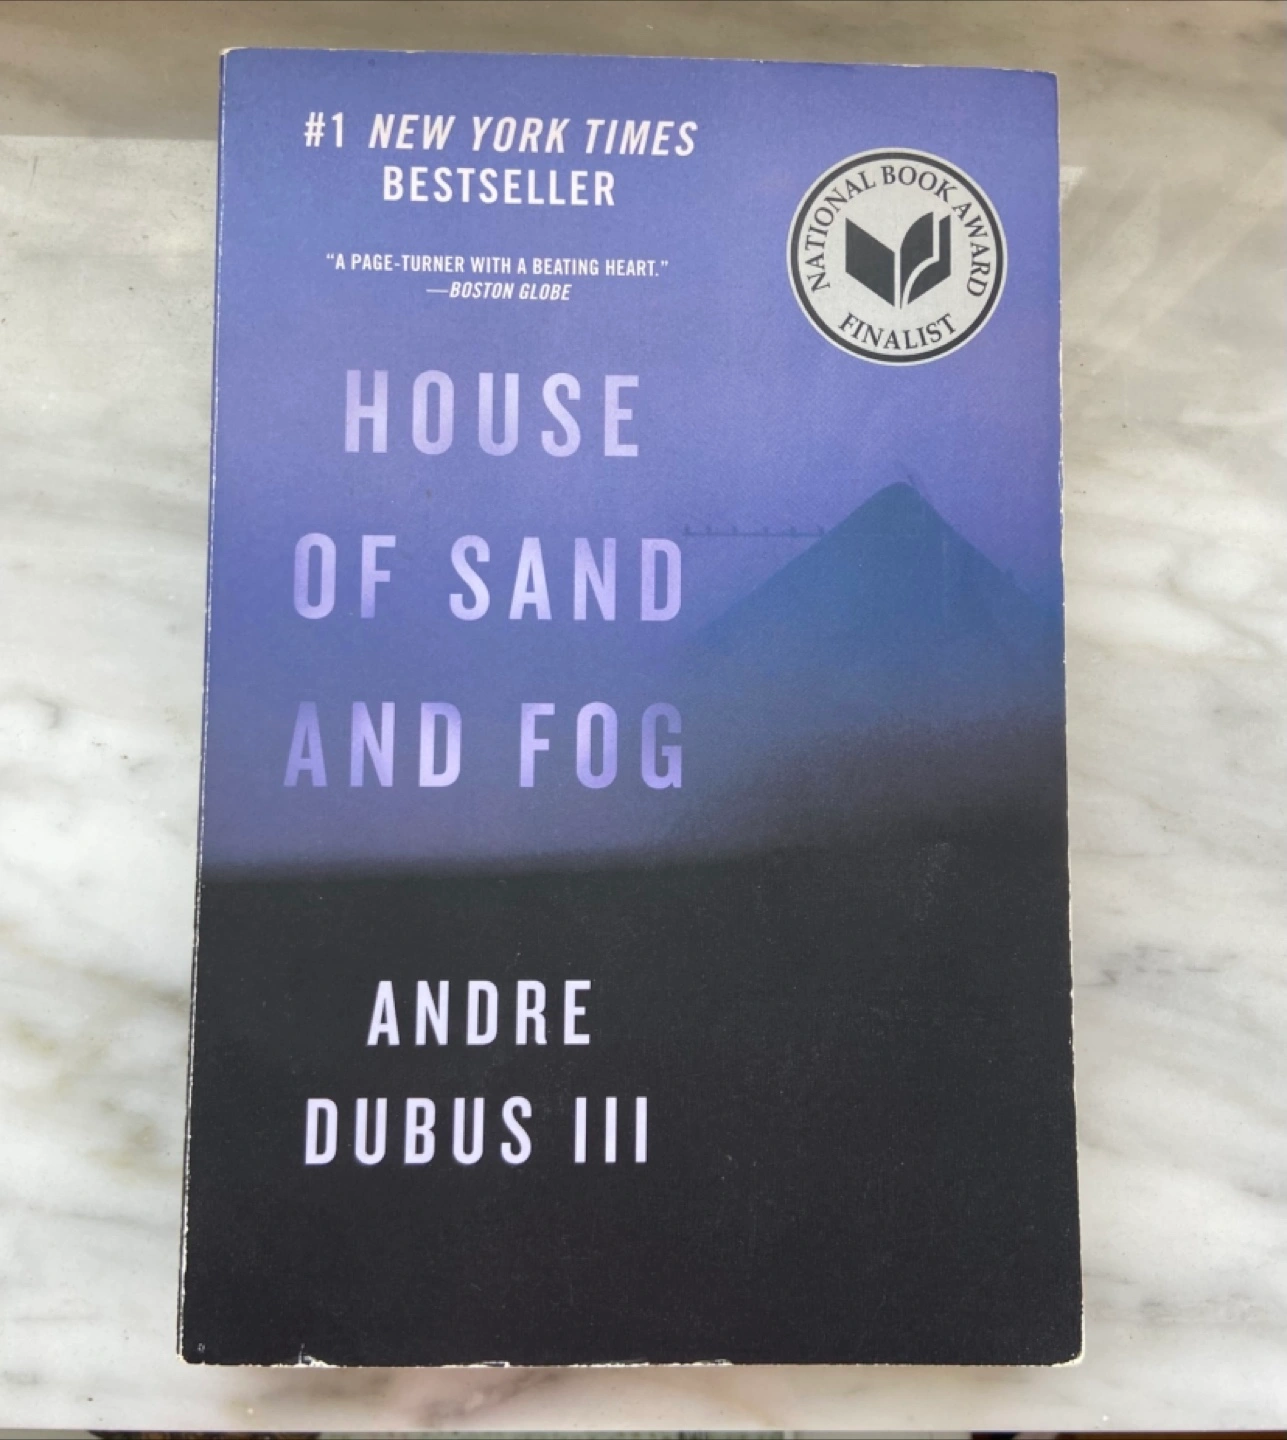 #1 NEW YORK TIMES
BESTSELLER
"A PAGE-TURNER WITH A BEATING HEART."
—BOSTON GLOBE
NATIONAL BOOK AWARD
FINALIST
HOUSE
OF SAND
AND FOG
ANDRE
DUBUS III